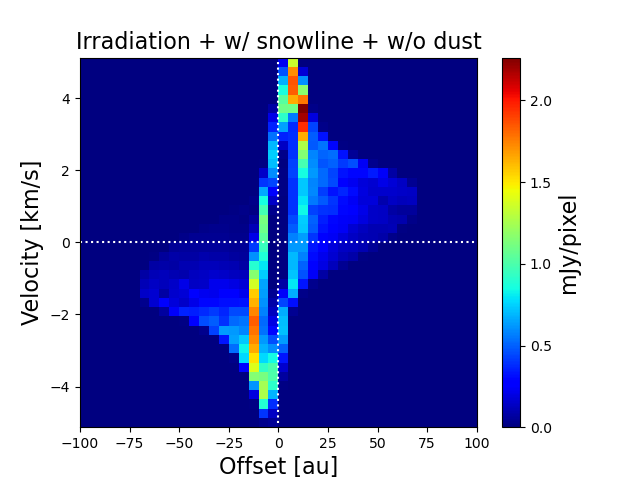 Irradiation + w/ snowline + w/o dust
4
2
0
−2
−4
Velocity [km/s]
−100 −75 −50 −25 0 25 50 75 100
Offset [au]
2.0
1.5
1.0
0.5
0.0
mJy/pixel